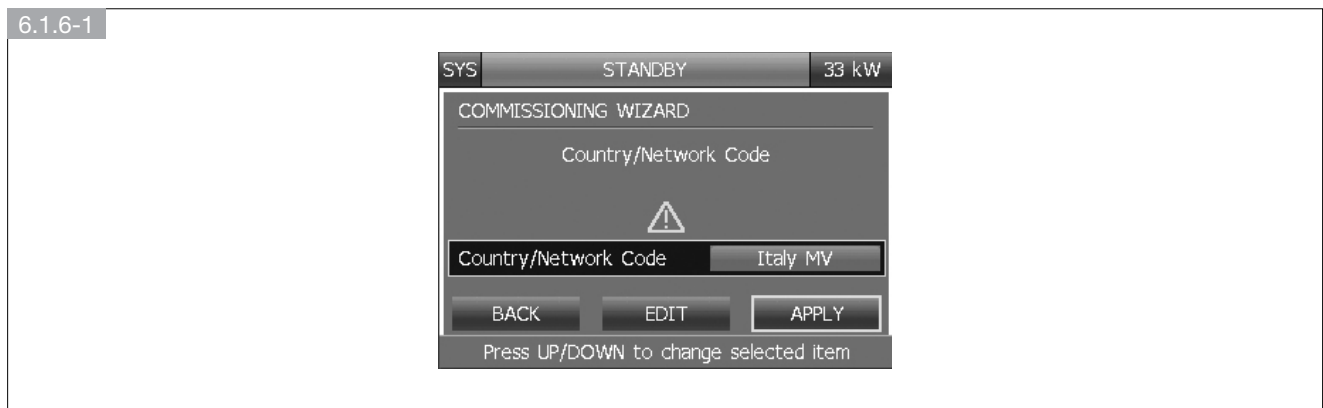 6.1.6-1
SYS STANDBY 33 kW
COMMISSIONING WIZARD
Country/Network Code
Country/Network Code Italy MV
BACK EDIT APPLY
Press UP/DOWN to change selected item